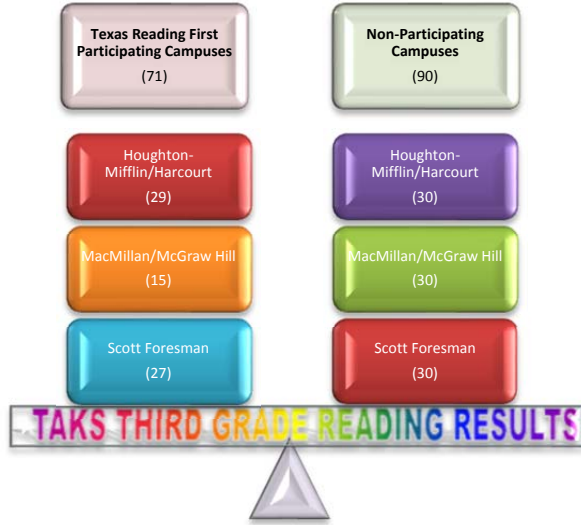 Texas Reading First
Participating Campuses
(71)
Non-Participating
Campuses
(90)
Houghton-
Mifflin/Harcourt
(29)
Houghton-
Mifflin/Harcourt
(30)
MacMillan/McGraw Hill
(15)
MacMillan/McGraw Hill
(30)
Scott Foresman
(27)
Scott Foresman
(30)
TAKS THIRD GRADE READING RESULTS